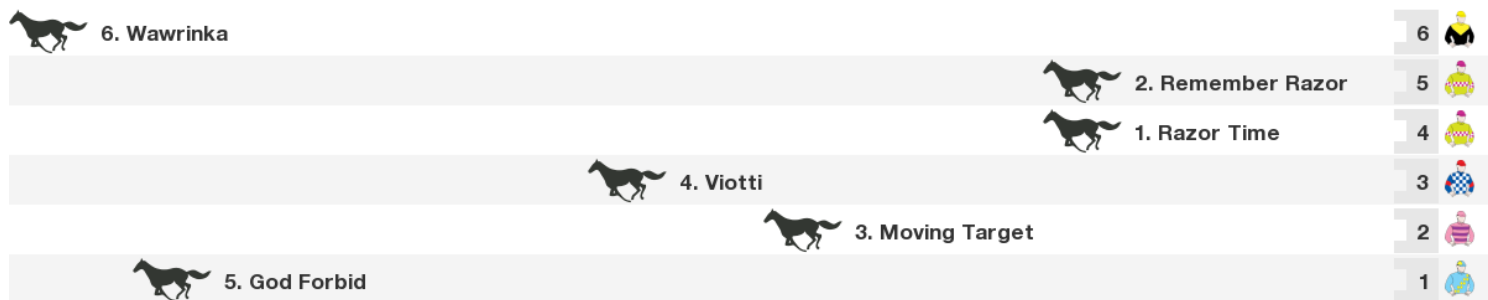 6. Wawrinka 6
2. Remember Razor 5
1. Razor Time 4
4. Viotti 3
3. Moving Target 2
5. God Forbid 1